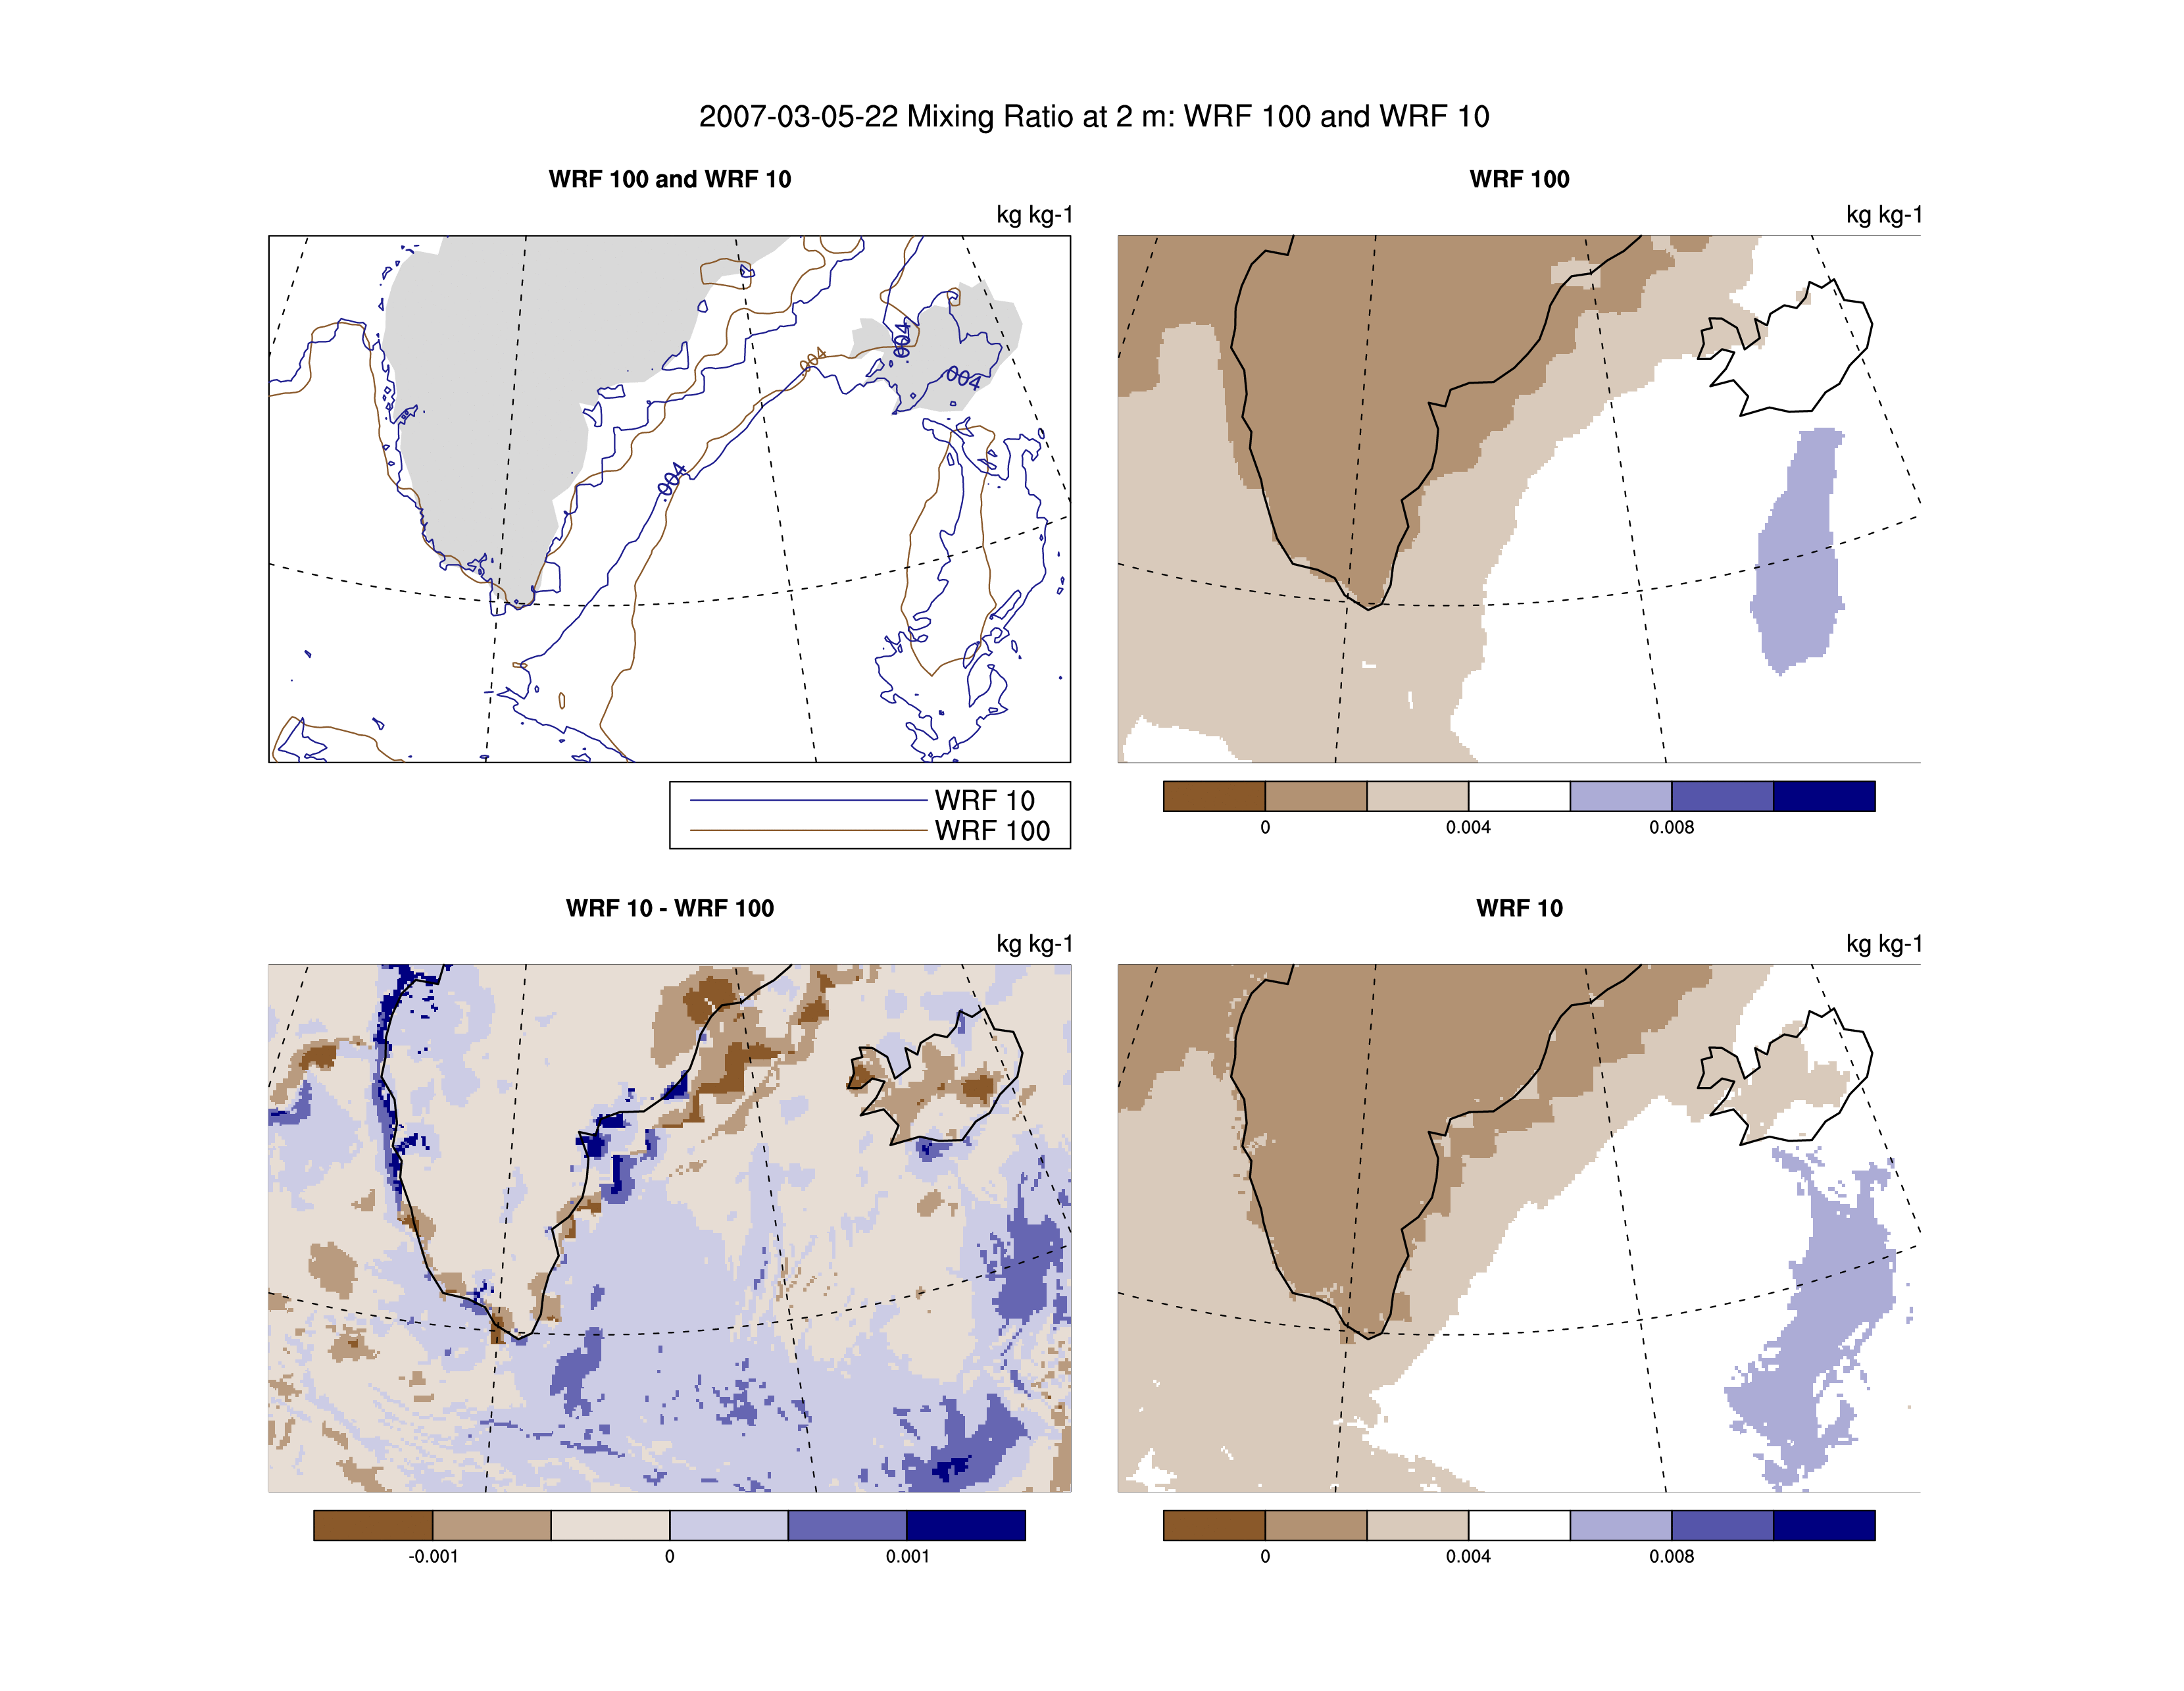 2007-03-05-22 Mixing Ratio at 2 m: WRF 100 and WRF 10
WRF 100 and WRF 10
kg kg-1
.004
.004
.004
.004
WRF 10
WRF 100
WRF 100
kg kg-1
0 0.004 0.008
WRF 10 - WRF 100
kg kg-1
-0.001 0 0.001
WRF 10
kg kg-1
0 0.004 0.008